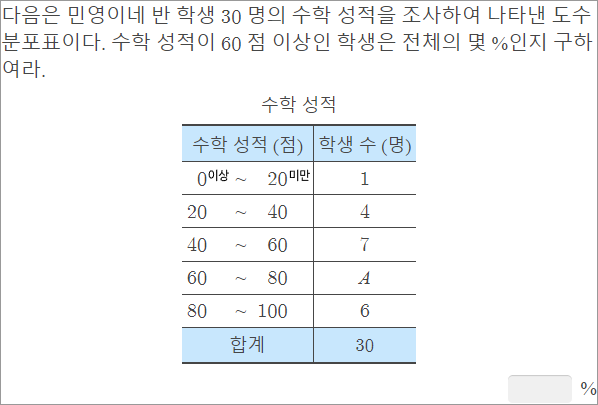 다음은 민영이네 반 학생 30 명의 수학 성적을 조사하여 나타낸 도수
분포표이다. 수학 성적이 60 점 이상인 학생은 전체의 몇 %인지 구하
여라.
수학 성적
수학 성적 (점) 학생 수 (명)
0이상 ~ 20미만 1
20 ~ 40 4
40 ~ 60 7
60 ~ 80 A
80 ~ 100 6
합계 30
%